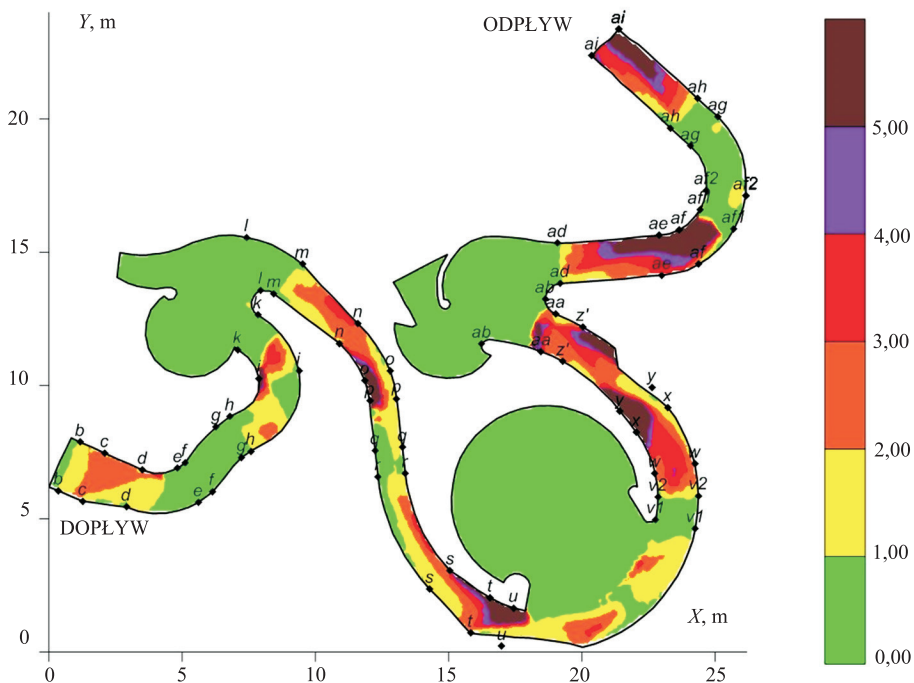 Y, m
ODPŁYW
ai
ai
aj
ah
ag
20
ah
ag
5,00
af2
af2
af1
af
ae
af1
l
ad
15
m
ae
af
4,00
ad
l
m
ab
k
aa
z'
n
n
ab
k
aa
z'
3,00
o
j
j
y
10
o
p
p
x
h
y
g
x
b
q
q
2,00
c
g
h
w
d
e
f
r
w
b
v2
v2
c
d
e
f
v1
v1
5
DOPŁYW
1,00
s
t
s
u
X, m
t
u
0
0,00
0
5
10
15
20
25